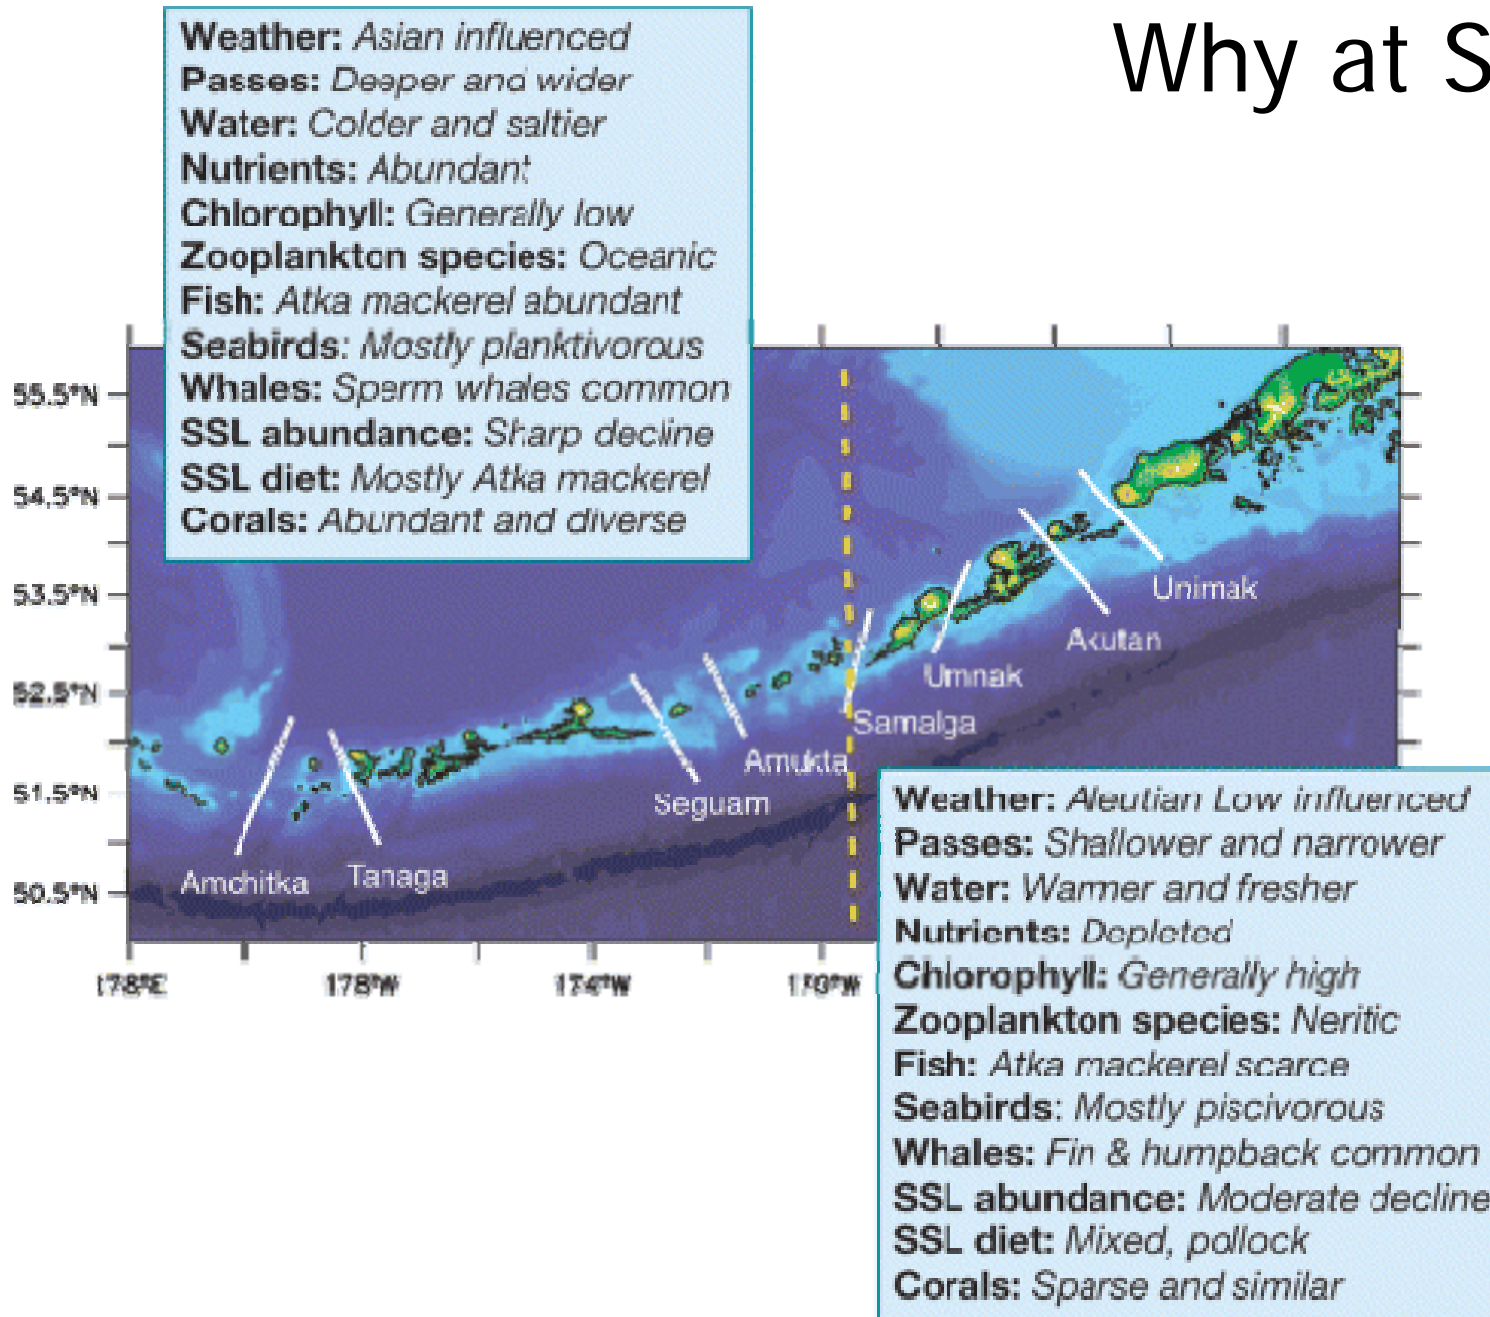 Why at S
Weather: Asian influenced
Passes: Deeper and wider
Water: Colder and saltier
Nutrients: Abundant
Chlorophyll: Generally low
Zooplankton species: Oceanic
Fish: Atka mackerel abundant
Seabirds: Mostly planktivorous
Whales: Sperm whales common
SSL abundance: Sharp decline
SSL diet: Mostly Atka mackerel
Corals: Abundant and diverse
55.5°N
54.5°N
53.5°N
52.5°N
51.5°N
50.5°N
Unimak
Akutan
Umnak
Samalga
Amukta
Seguam
Tanaga
Amchitka
178°E
178°W
174°W
170°W
Weather: Aleutian Low influenced
Passes: Shallower and narrower
Water: Warmer and fresher
Nutrients: Depleted
Chlorophyll: Generally high
Zooplankton species: Neritic
Fish: Atka mackerel scarce
Seabirds: Mostly piscivorous
Whales: Fin & humpback common
SSL abundance: Moderate decline
SSL diet: Mixed, pollock
Corals: Sparse and similar